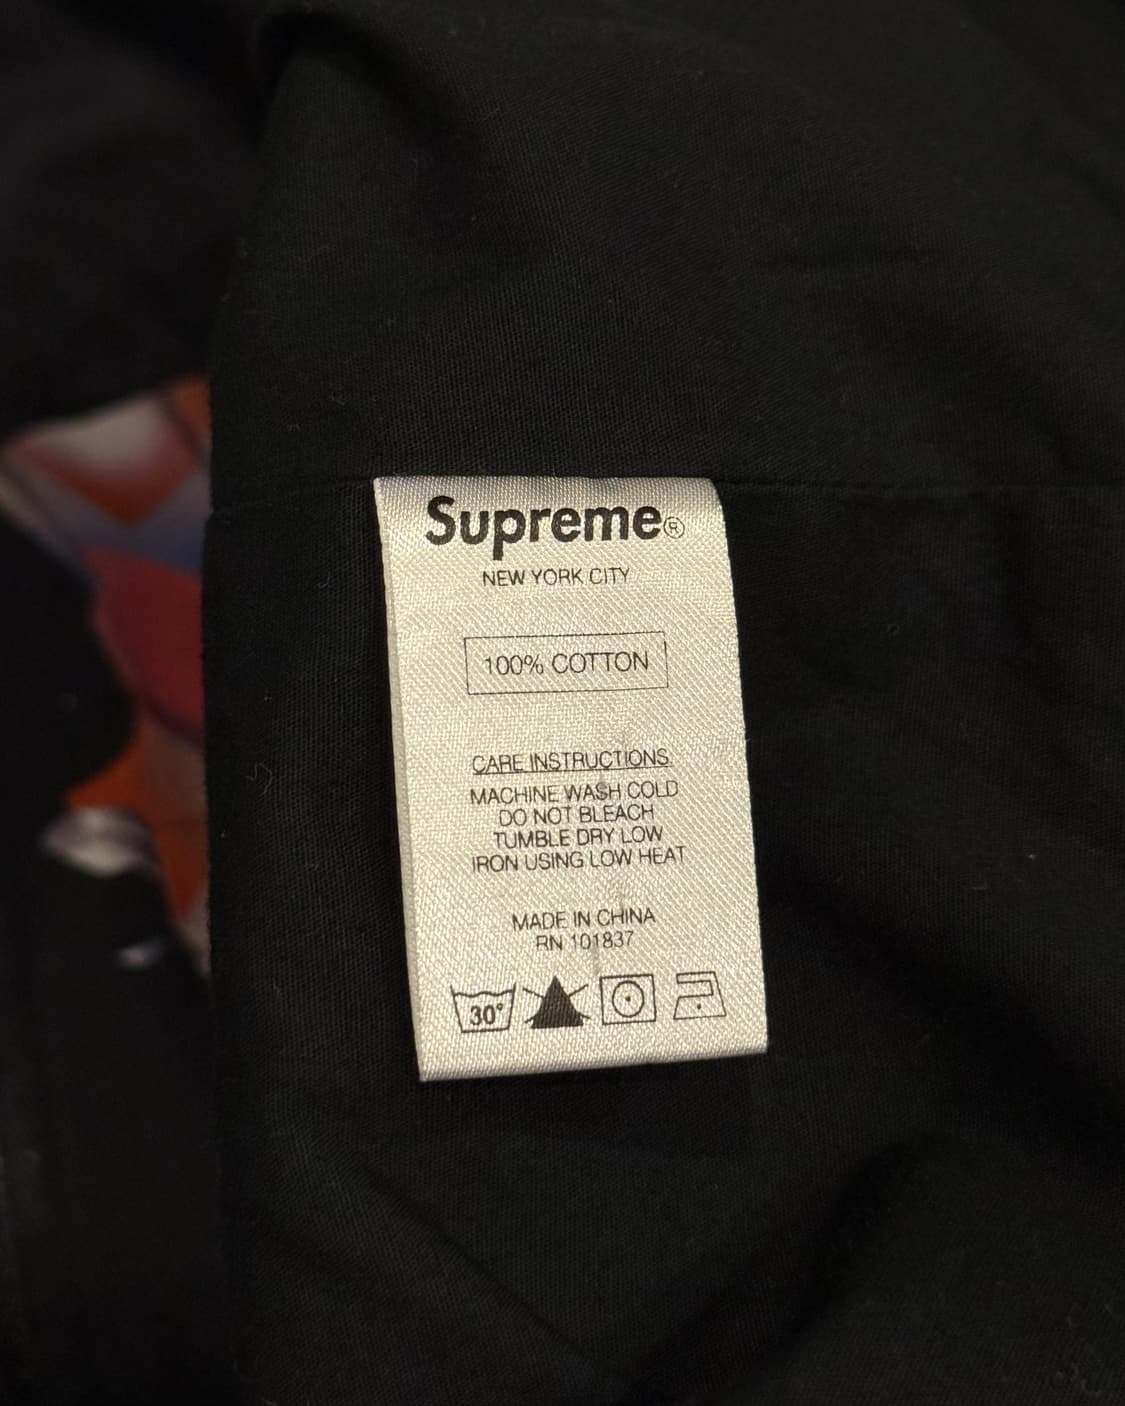 Supreme®
NEW YORK CITY
100% COTTON
CARE INSTRUCTIONS
MACHINE WASH COLD
DO NOT BLEACH
TUMBLE DRY LOW
IRON USING LOW HEAT
MADE IN CHINA
RN 101837
30°